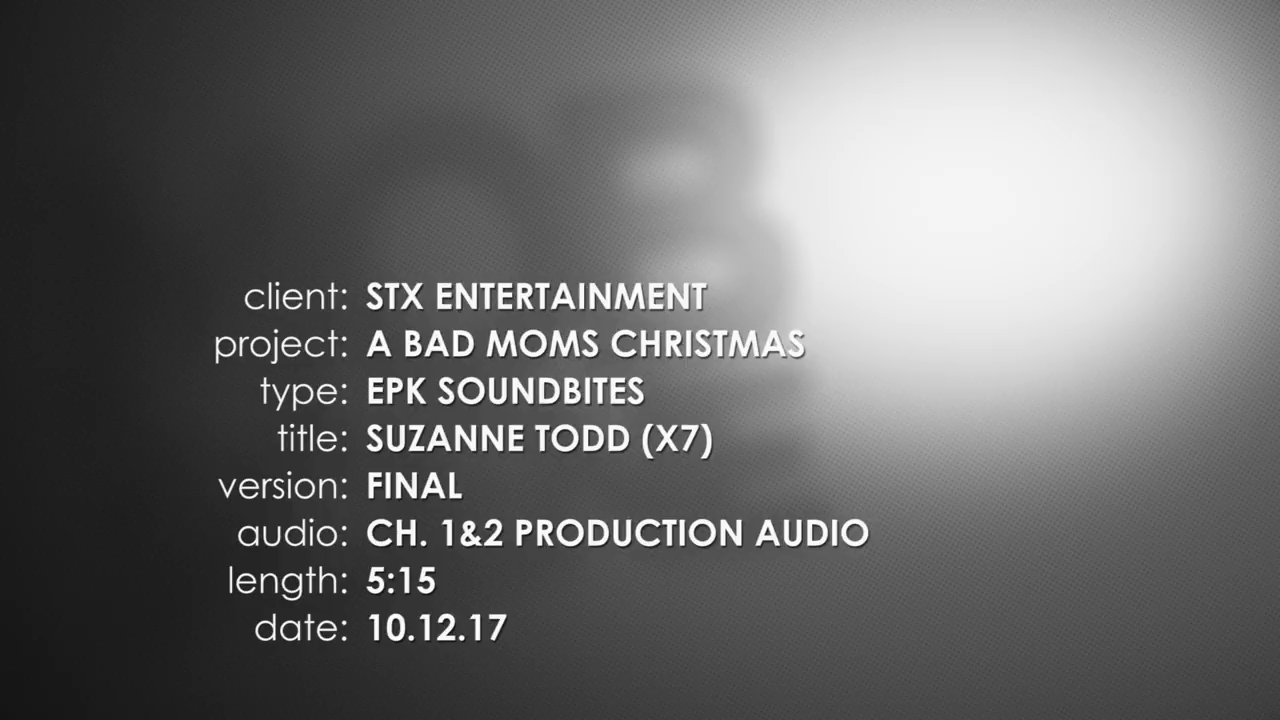 client: STX ENTERTAINMENT
project: A BAD MOMS CHRISTMAS
type: EPK SOUNDBITES
title: SUZANNE TODD (X7)
version: FINAL
audio: CH. 1&2 PRODUCTION AUDIO
length: 5:15
date: 10.12.17